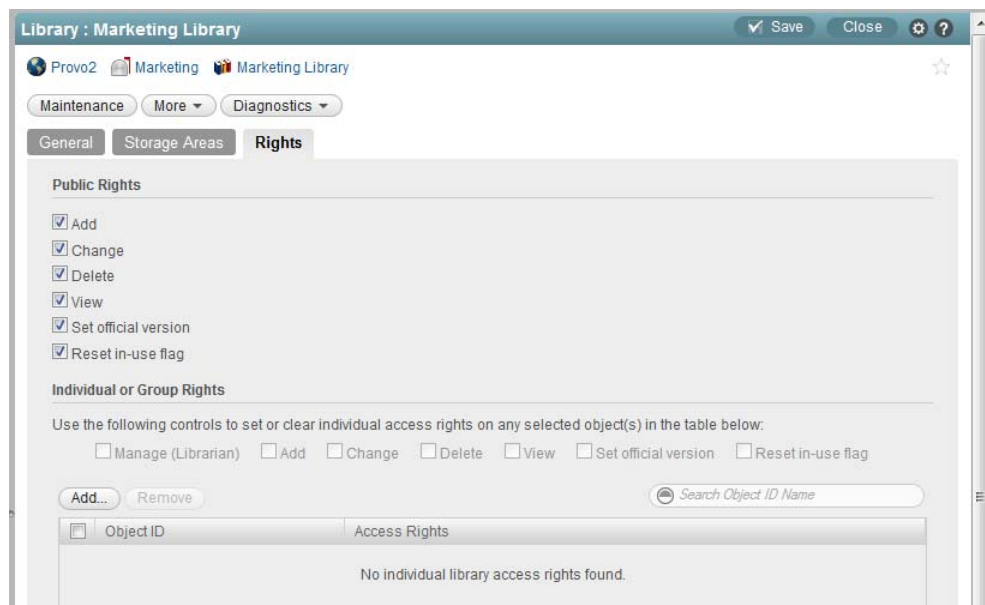 Library : Marketing Library Save Close
Provo2 Marketing Marketing Library
Maintenance More Diagnostics
General Storage Areas Rights
Public Rights
Add
Change
Delete
View
Set official version
Reset in-use flag
Individual or Group Rights
Use the following controls to set or clear individual access rights on any selected object(s) in the table below:
Manage (Librarian) Add Change Delete View Set official version Reset in-use flag
Add... Remove Search Object ID Name
Object ID Access Rights
No individual library access rights found.